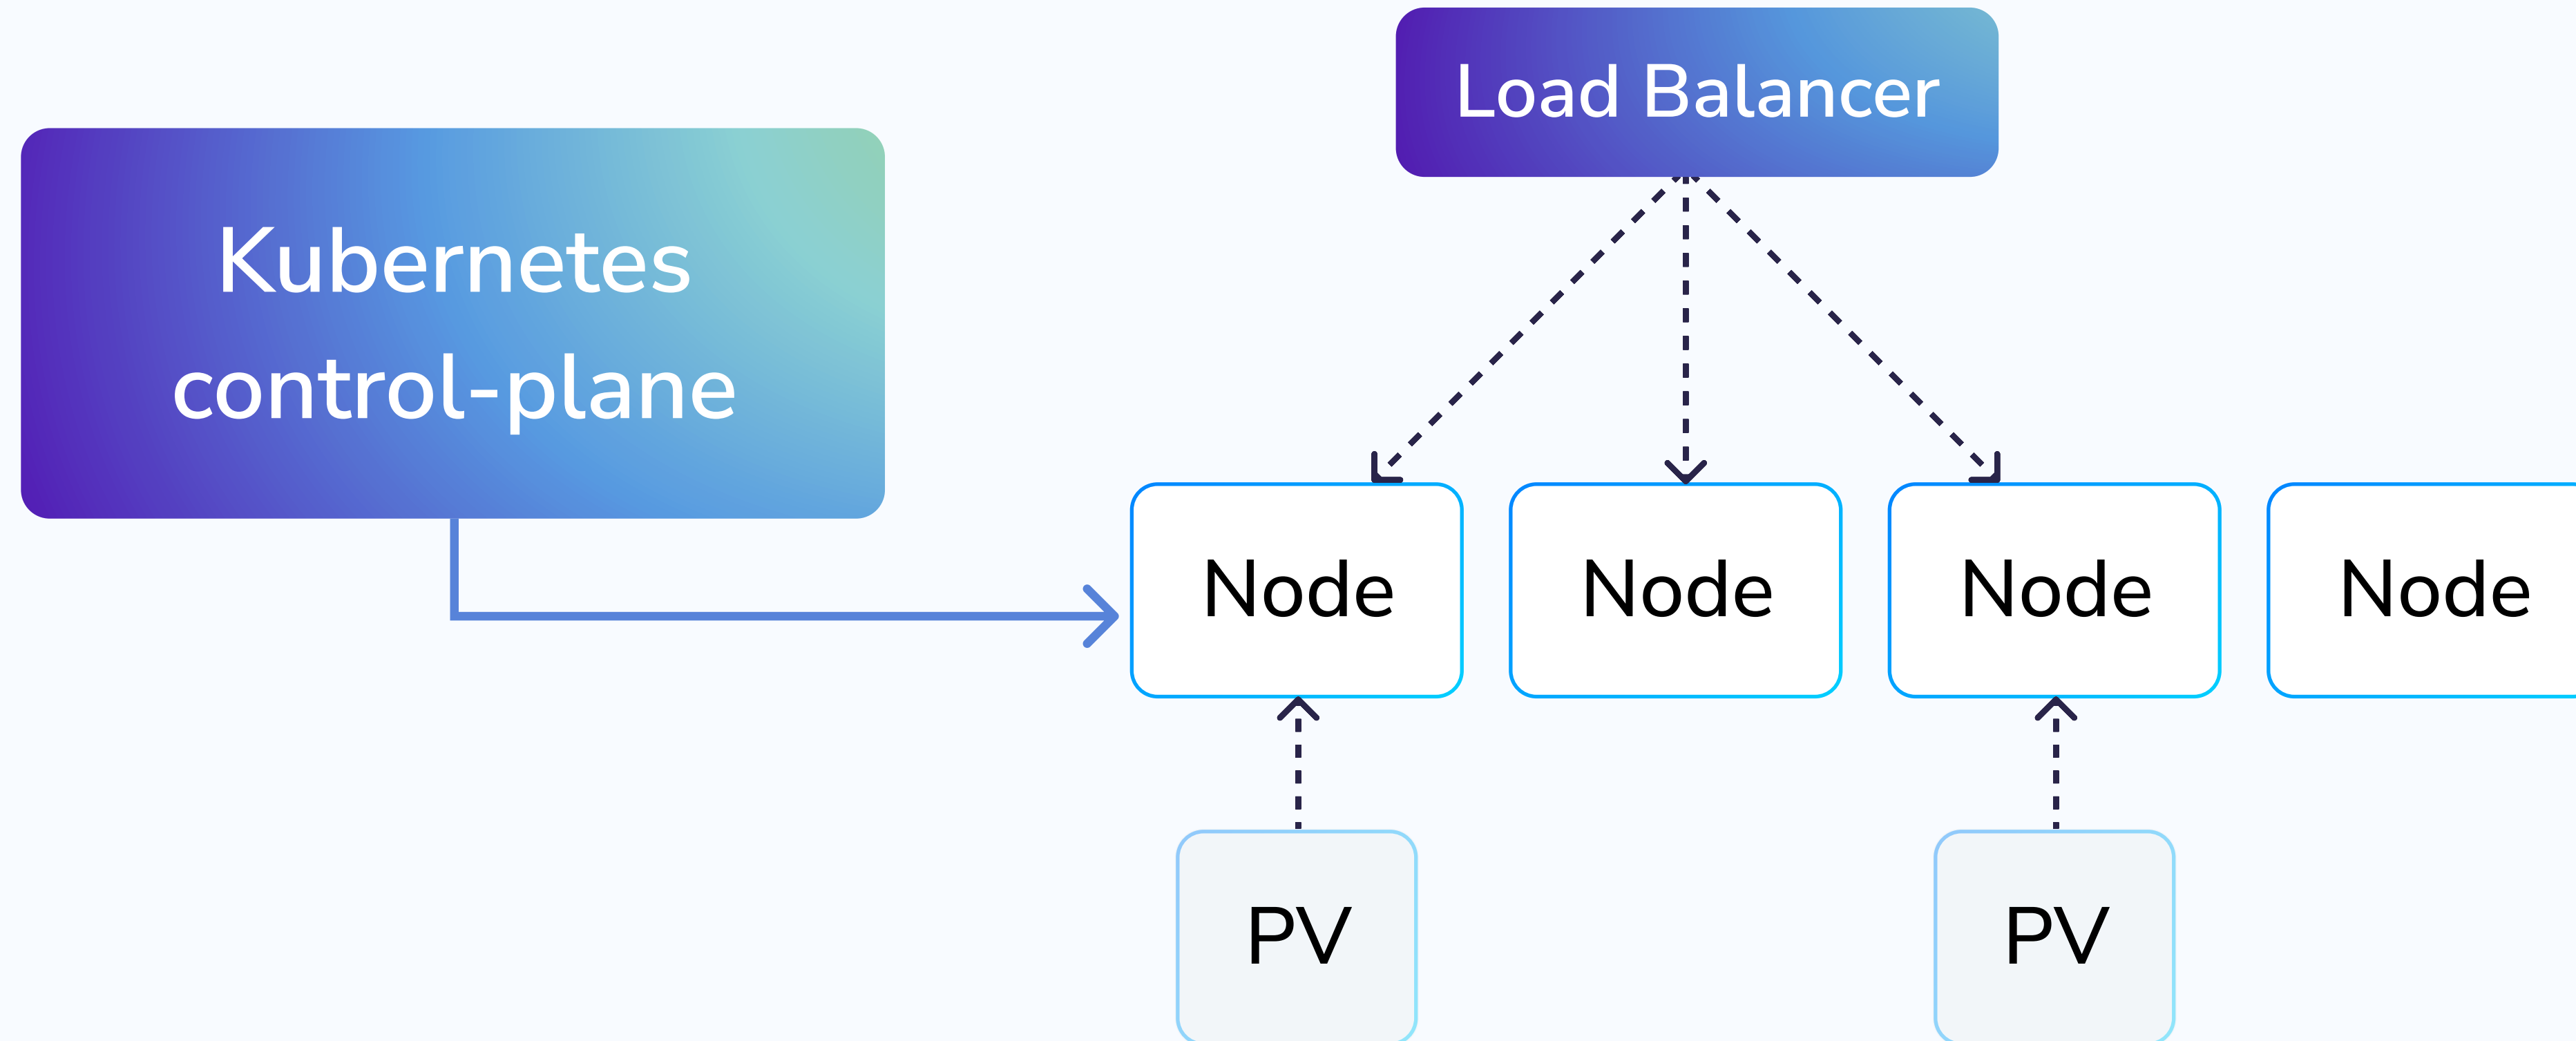 Load Balancer
Kubernetes
control-plane
Node
Node
Node
Node
PV
PV